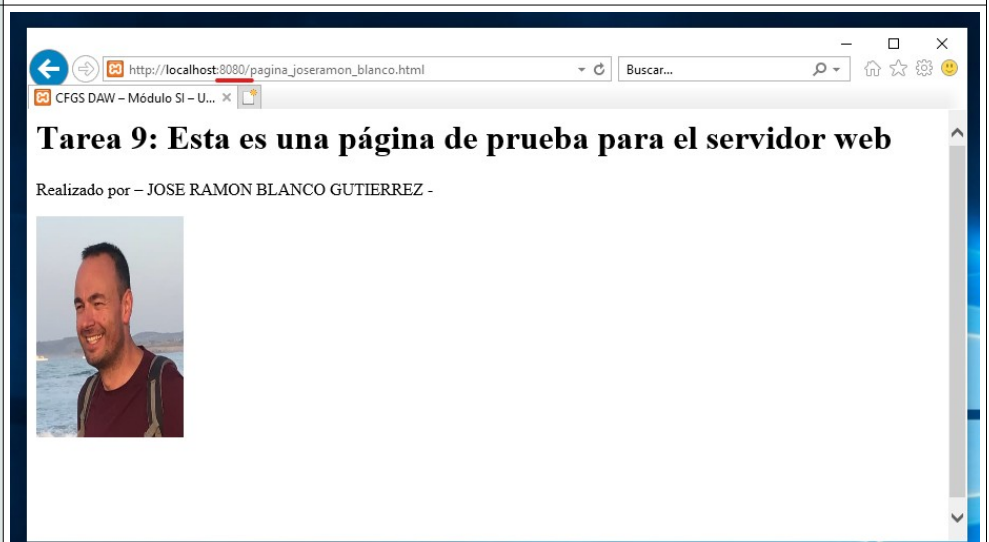 http://localhost:8080/pagina_joseramon_blanco.html
Buscar...
CFGS DAW – Módulo SI – U...
Tarea 9: Esta es una página de prueba para el servidor web
Realizado por – JOSE RAMON BLANCO GUTIERREZ -